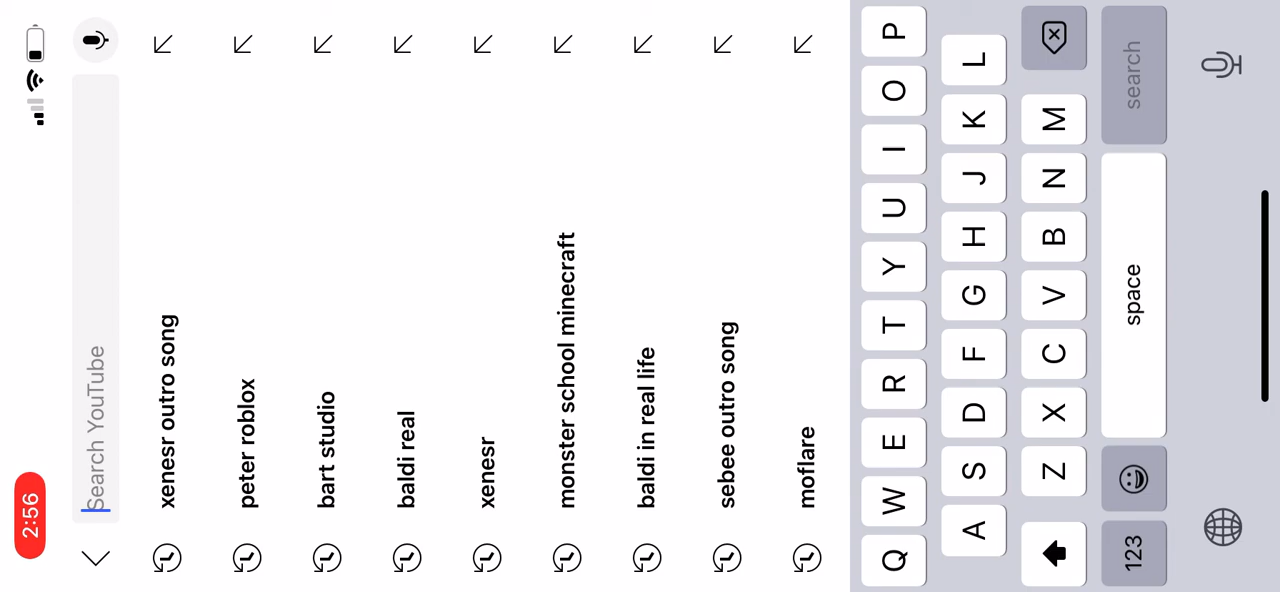 2:56
Search YouTube
xenesr outro song
peter roblox
bart studio
baldi real
xenesr
monster school minecraft
baldi in real life
sebee outro song
moflare
Q W E R T Y U I O P
A S D F G H J K L
Z X C V B N M
123 space search